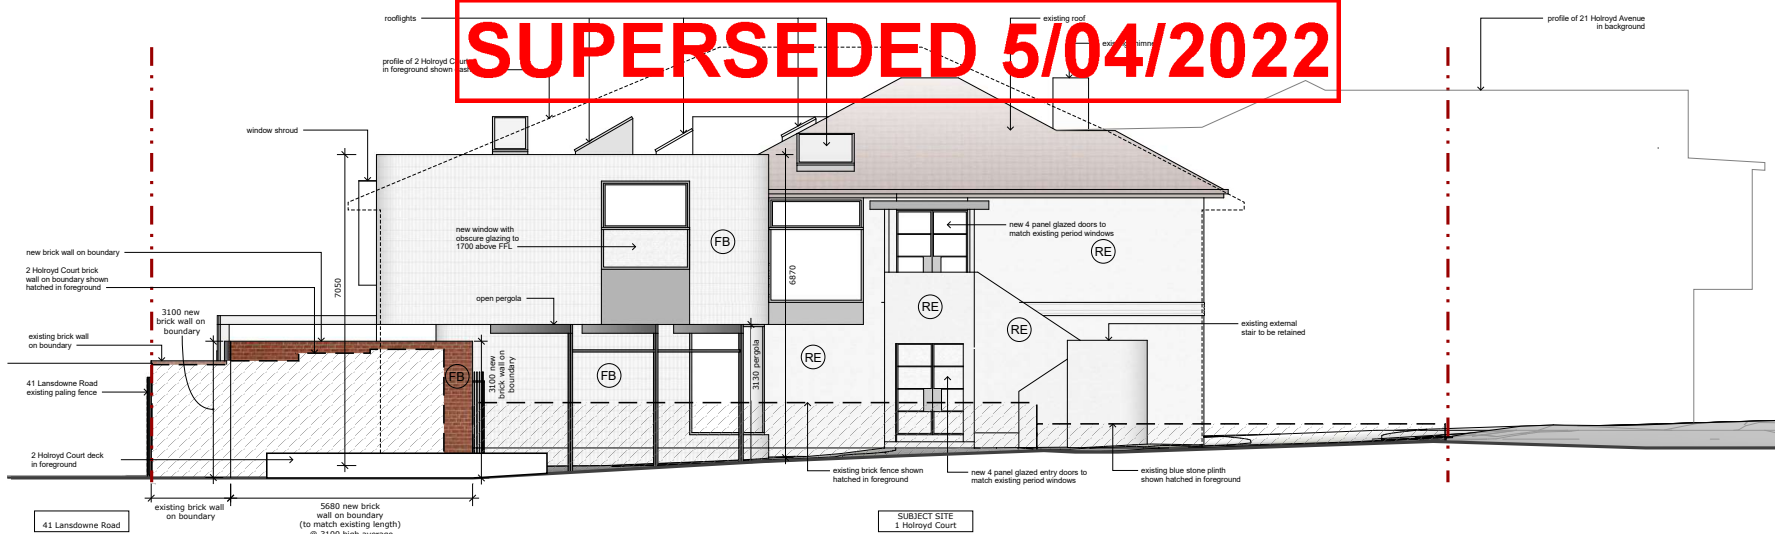 SUPERSEDED 5/04/2022
rooflights
profile of 2 Holroyd Court
in foreground shown dash
existing roof
existing chimney
profile of 21 Holroyd Avenue
in background
window shroud
new brick wall on boundary
2 Holroyd Court brick
wall on boundary shown
hatched in foreground
existing brick wall
on boundary
3100 new
brick wall on
boundary
41 Lansdowne Road
existing paling fence
2 Holroyd Court deck
in foreground
7050
new window with
obscure glazing to
1700 above FFL
open pergola
FB
FB
FB
3100 new
brick wall on
boundary
3130 pergola
6870
RE
RE
RE
RE
new 4 panel glazed doors to
match existing period windows
existing external
stair to be retained
existing brick fence shown
hatched in foreground
new 4 panel glazed entry doors to
match existing period windows
existing blue stone plinth
shown hatched in foreground
existing brick wall
on boundary
5680 new brick
wall on boundary
(to match existing length)
@ 3100 high average
41 Lansdowne Road
SUBJECT SITE
1 Holroyd Court